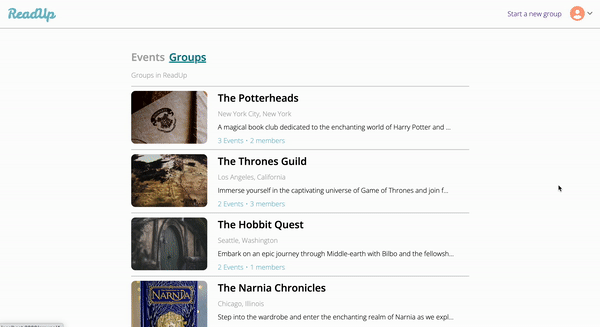 ReadUp
Start a new group
Events Groups
Groups in ReadUp
The Potterheads
New York City, New York
A magical book club dedicated to the enchanting world of Harry Potter and ...
3 Events • 2 members
The Thrones Guild
Los Angeles, California
Immerse yourself in the captivating universe of Game of Thrones and join f...
2 Events • 3 members
The Hobbit Quest
Seattle, Washington
Embark on an epic journey through Middle-earth with Bilbo and the fellowsh...
2 Events • 1 members
The Narnia Chronicles
Chicago, Illinois
Step into the wardrobe and enter the enchanting realm of Narnia as we expl...
NARNIA